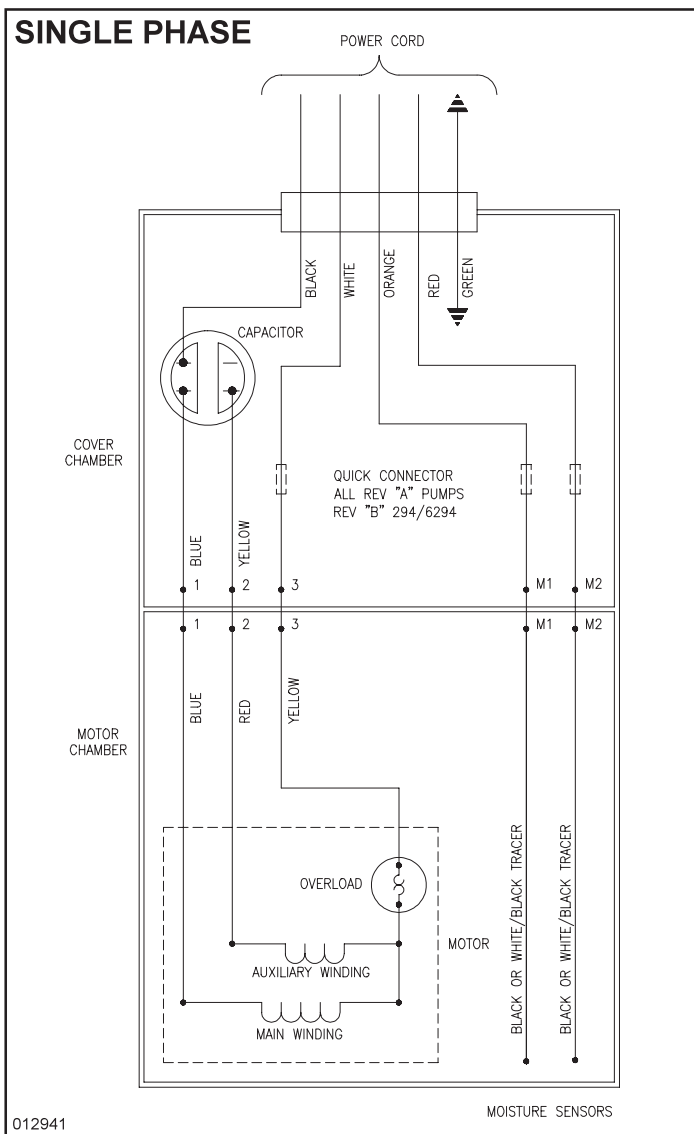 SINGLE PHASE
POWER CORD
BLACK
WHITE
ORANGE
RED
GREEN
CAPACITOR
COVER
CHAMBER
QUICK CONNECTOR
ALL REV "A" PUMPS
REV "B" 294/6294
BLUE
YELLOW
1
2
3
M1
M2
1
2
3
M1
M2
BLUE
RED
YELLOW
MOTOR
CHAMBER
OVERLOAD
MOTOR
AUXILIARY WINDING
MAIN WINDING
BLACK OR WHITE/BLACK TRACER
BLACK OR WHITE/BLACK TRACER
MOISTURE SENSORS
012941